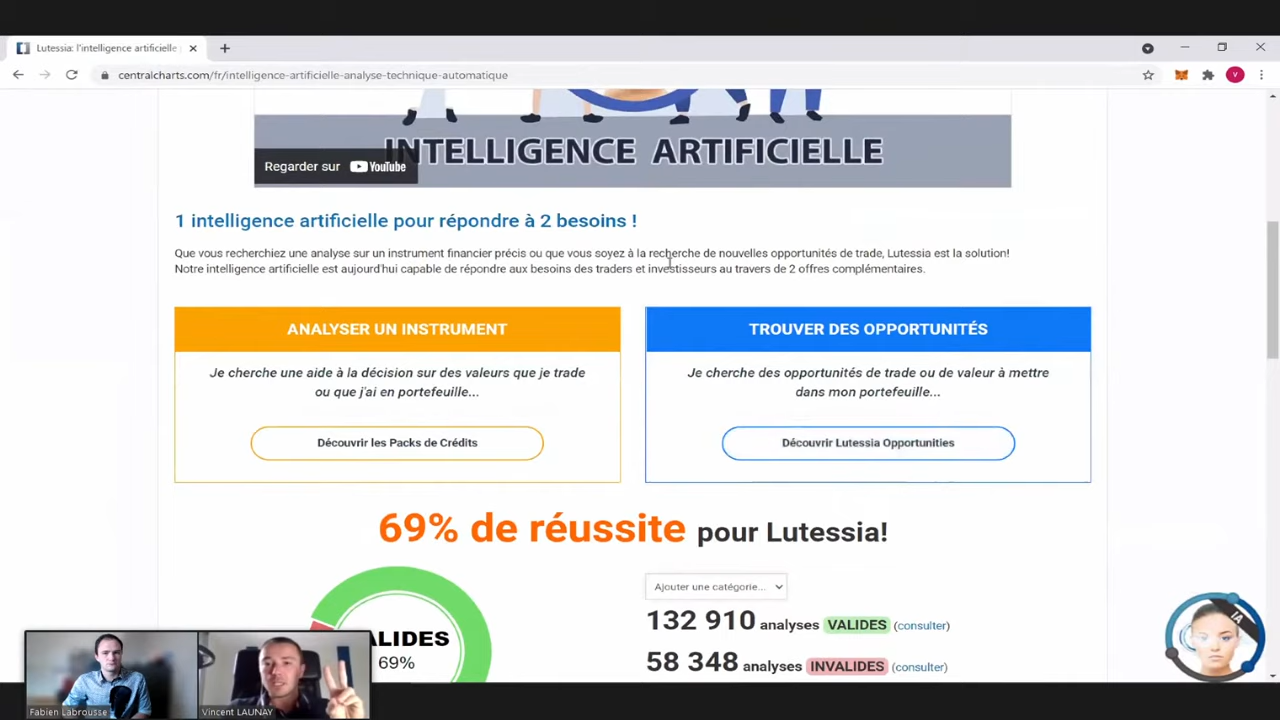 Lutessia: l'intelligence artificielle
centralcharts.com/fr/intelligence-artificielle-analyse-technique-automatique
V
INTELLIGENCE ARTIFICIELLE
Regarder sur YouTube
1 intelligence artificielle pour répondre à 2 besoins !
Que vous recherchiez une analyse sur un instrument financier précis ou que vous soyez à la recherche de nouvelles opportunités de trade, Lutessia est la solution!
Notre intelligence artificielle est aujourd'hui capable de répondre aux besoins des traders et investisseurs au travers de 2 offres complémentaires.
ANALYSER UN INSTRUMENT
Je cherche une aide à la décision sur des valeurs que je trade
ou que j'ai en portefeuille...
Découvrir les Packs de Crédits
TROUVER DES OPPORTUNITÉS
Je cherche des opportunités de trade ou de valeur à mettre
dans mon portefeuille...
Découvrir Lutessia Opportunities
69% de réussite pour Lutessia!
ALIDES
69%
Ajouter une catégorie...
132 910 analyses VALIDES (consulter)
58 348 analyses INVALIDES (consulter)
IA
Fabien Labrousse
Vincent LAUNAY